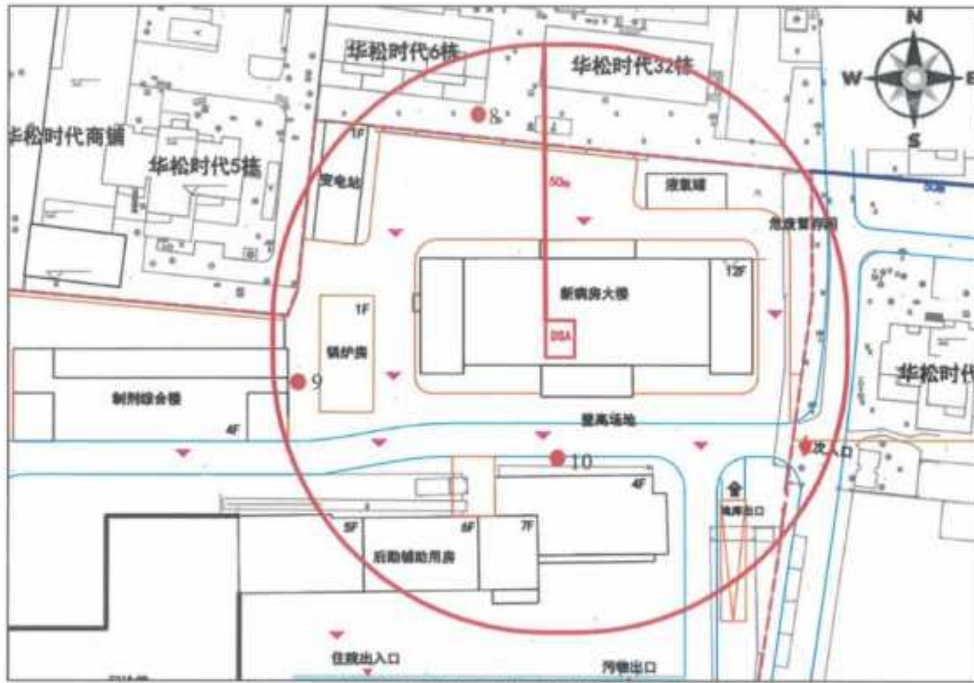 N
W
E
S
华松时代6栋
华松时代32栋
8
华松时代商铺
华松时代5栋
1F
变电站
50m
液氧罐
50m
危废暂存间
12F
新病房大楼
1F
DSA
锅炉房
9
华松时代
制剂综合楼
登高场地
4F
次入口
10
4F
地库出口
5F
6F
7F
后勤辅助用房
住院出入口
污物出口